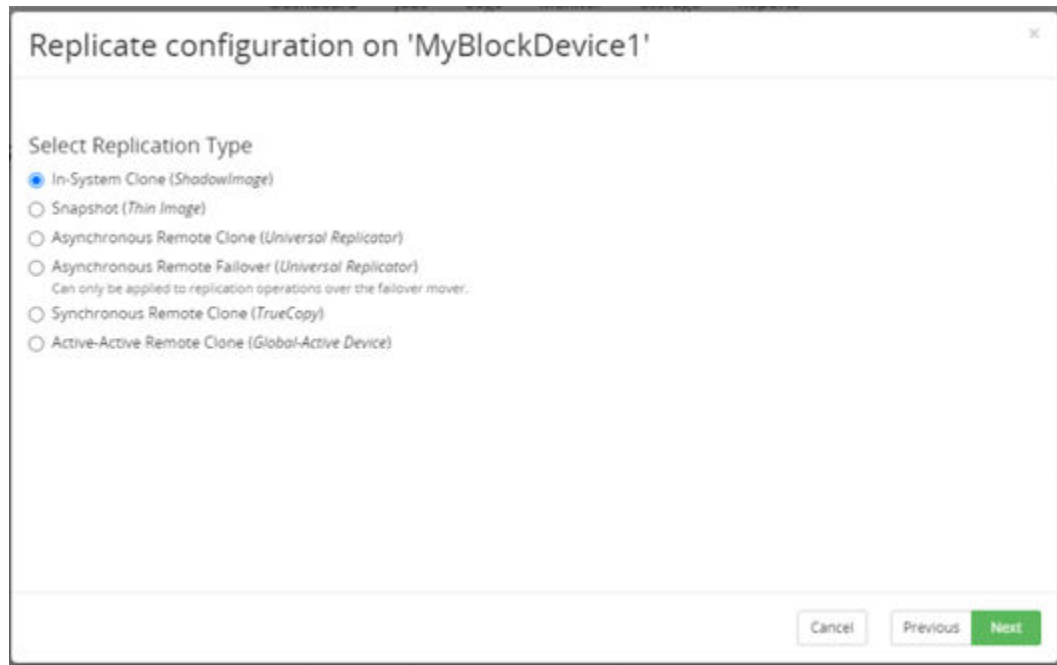 Replicate configuration on 'MyBlockDevice1'
×
Select Replication Type
In-System Clone (ShadowImage)
Snapshot (Thin Image)
Asynchronous Remote Clone (Universal Replicator)
Asynchronous Remote Failover (Universal Replicator)
Can only be applied to replication operations over the failover mover.
Synchronous Remote Clone (TrueCopy)
Active-Active Remote Clone (Global-Active Device)
Cancel Previous Next